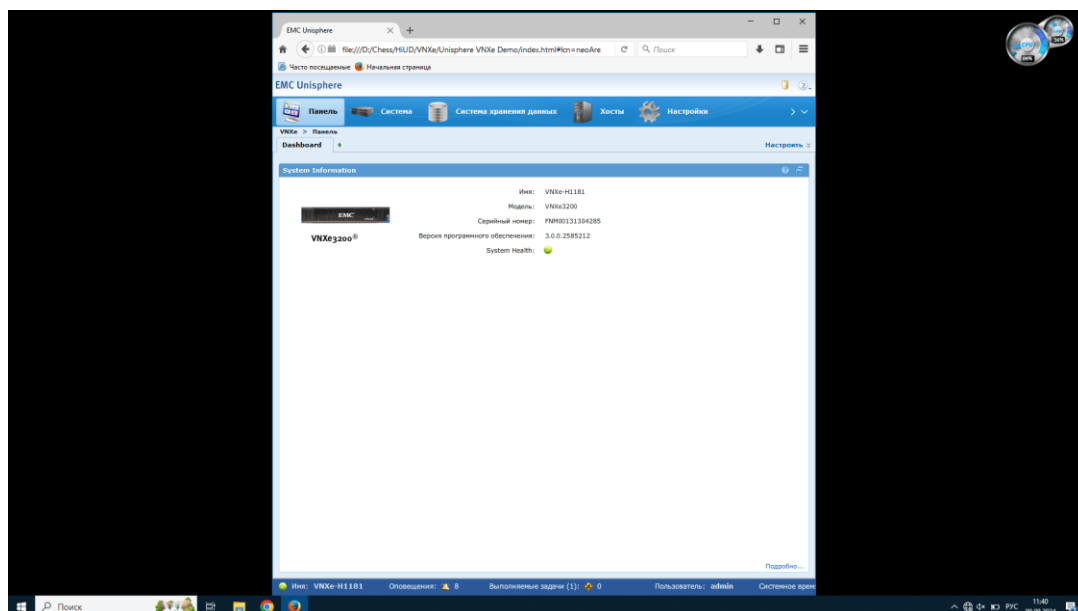 EMC Unisphere
file:///D:/Chess/HiUD/VNXe/Unisphere VNXe Demo/index.html#icn=neoAre
Поиск
Часто посещаемые Начальная страница
EMC Unisphere
Панель Система Система хранения данных Хосты Настройки
VNXe > Панель
Dashboard Настроить
System Information
Имя: VNXe-H1181
EMC
Модель: VNXe3200
Серийный номер: FNM00131304285
VNXe3200®
Версия программного обеспечения: 3.0.0.2585212
System Health:
Подробно...
Имя: VNXe-H1181 Оповещения: 8 Выполняемые задачи (1): 0 Пользователь: admin Системное врем
Поиск
РУС 11:40